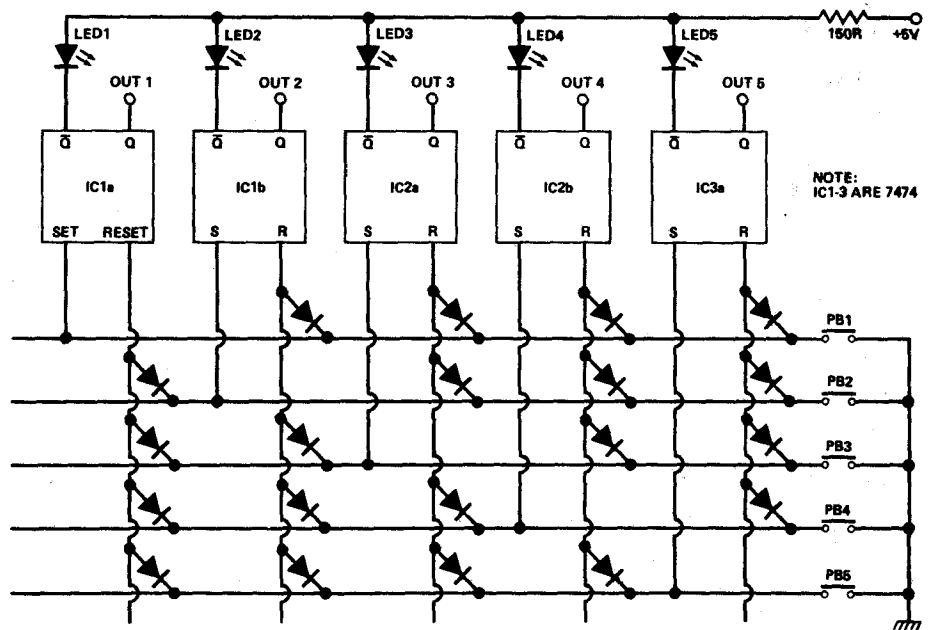 LED1 LED2 LED3 LED4 LED5 150R +5V
OUT 1 OUT 2 OUT 3 OUT 4 OUT 5
Q̄ Q Q̄ Q Q̄ Q Q̄ Q Q̄ Q
IC1a IC1b IC2a IC2b IC3a
NOTE:
IC1-3 ARE 7474
SET RESET S R S R S R S R
PB1
PB2
PB3
PB4
PB5